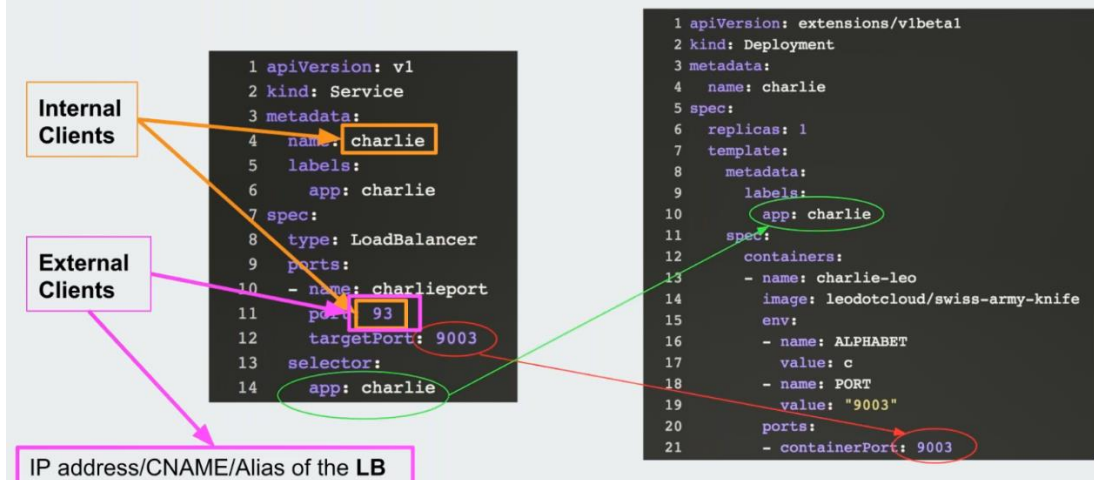 Internal
Clients
External
Clients
IP address/CNAME/Alias of the LB
1 apiVersion: v1
2 kind: Service
3 metadata:
4   name: charlie
5   labels:
6     app: charlie
7 spec:
8   type: LoadBalancer
9   ports:
10   - name: charlieport
11     port: 93
12     targetPort: 9003
13   selector:
14     app: charlie
1 apiVersion: extensions/v1beta1
2 kind: Deployment
3 metadata:
4   name: charlie
5 spec:
6   replicas: 1
7   template:
8     metadata:
9       labels:
10         app: charlie
11     spec:
12       containers:
13       - name: charlie-leo
14         image: leodotcloud/swiss-army-knife
15         env:
16         - name: ALPHABET
17           value: c
18         - name: PORT
19           value: "9003"
20         ports:
21         - containerPort: 9003